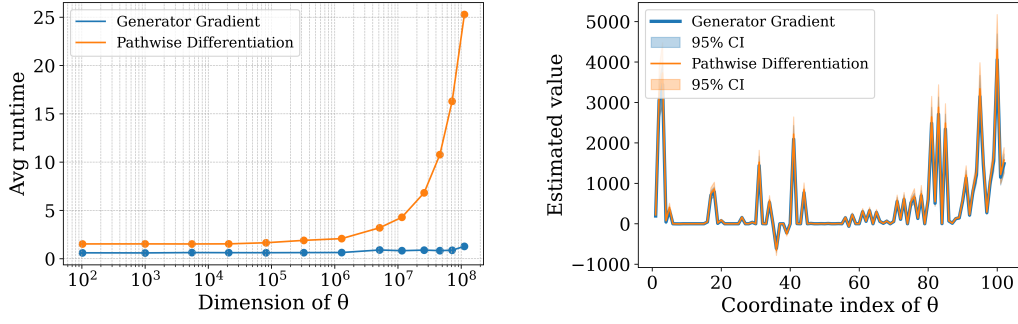 25
20
15
10
5
0
Avg runtime
Generator Gradient
Pathwise Differentiation
10² 10³ 10⁴ 10⁵ 10⁶ 10⁷ 10⁸
Dimension of θ
5000
4000
3000
2000
1000
0
−1000
Estimated value
Generator Gradient
95% CI
Pathwise Differentiation
95% CI
0 20 40 60 80 100
Coordinate index of θ